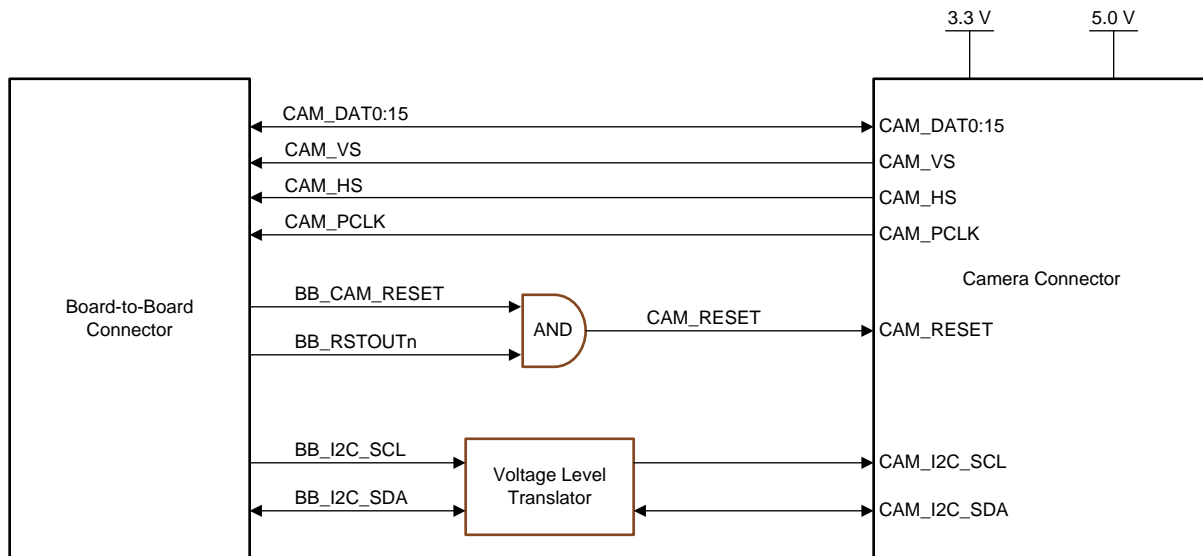 3.3 V
5.0 V
CAM_DAT0:15
CAM_DAT0:15
CAM_VS
CAM_VS
CAM_HS
CAM_HS
CAM_PCLK
CAM_PCLK
Camera Connector
Board-to-Board
Connector
BB_CAM_RESET
BB_RSTOUTn
AND
CAM_RESET
CAM_RESET
BB_I2C_SCL
BB_I2C_SDA
Voltage Level
Translator
CAM_I2C_SCL
CAM_I2C_SDA